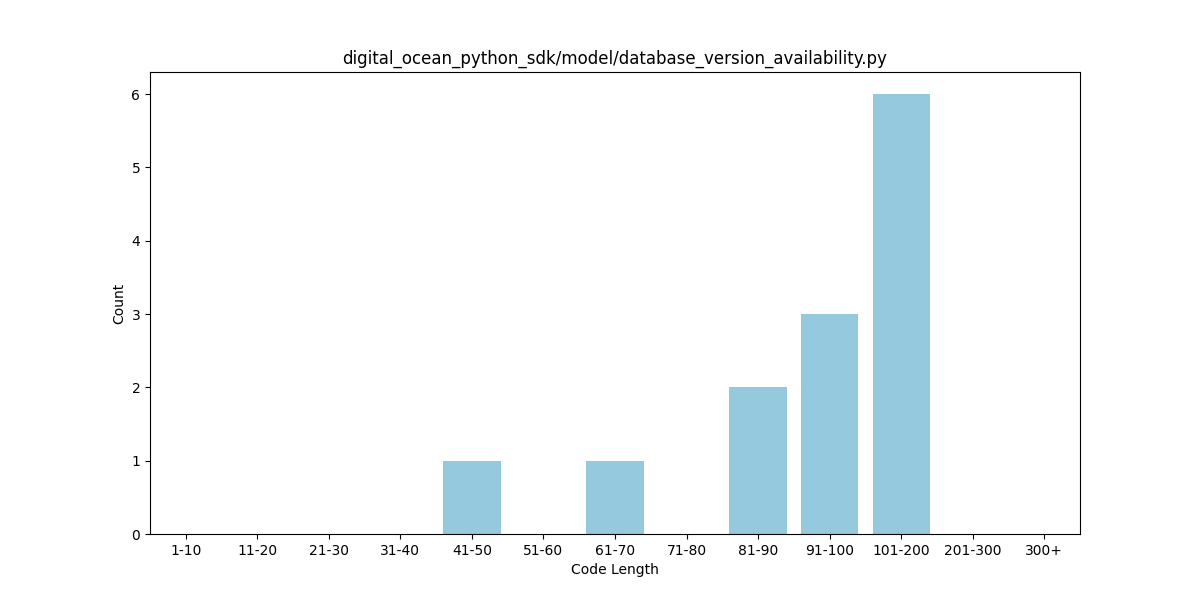 digital_ocean_python_sdk/model/database_version_availability.py
6
5
4
3
2
1
0
Count
1-10 11-20 21-30 31-40 41-50 51-60 61-70 71-80 81-90 91-100 101-200 201-300 300+
Code Length